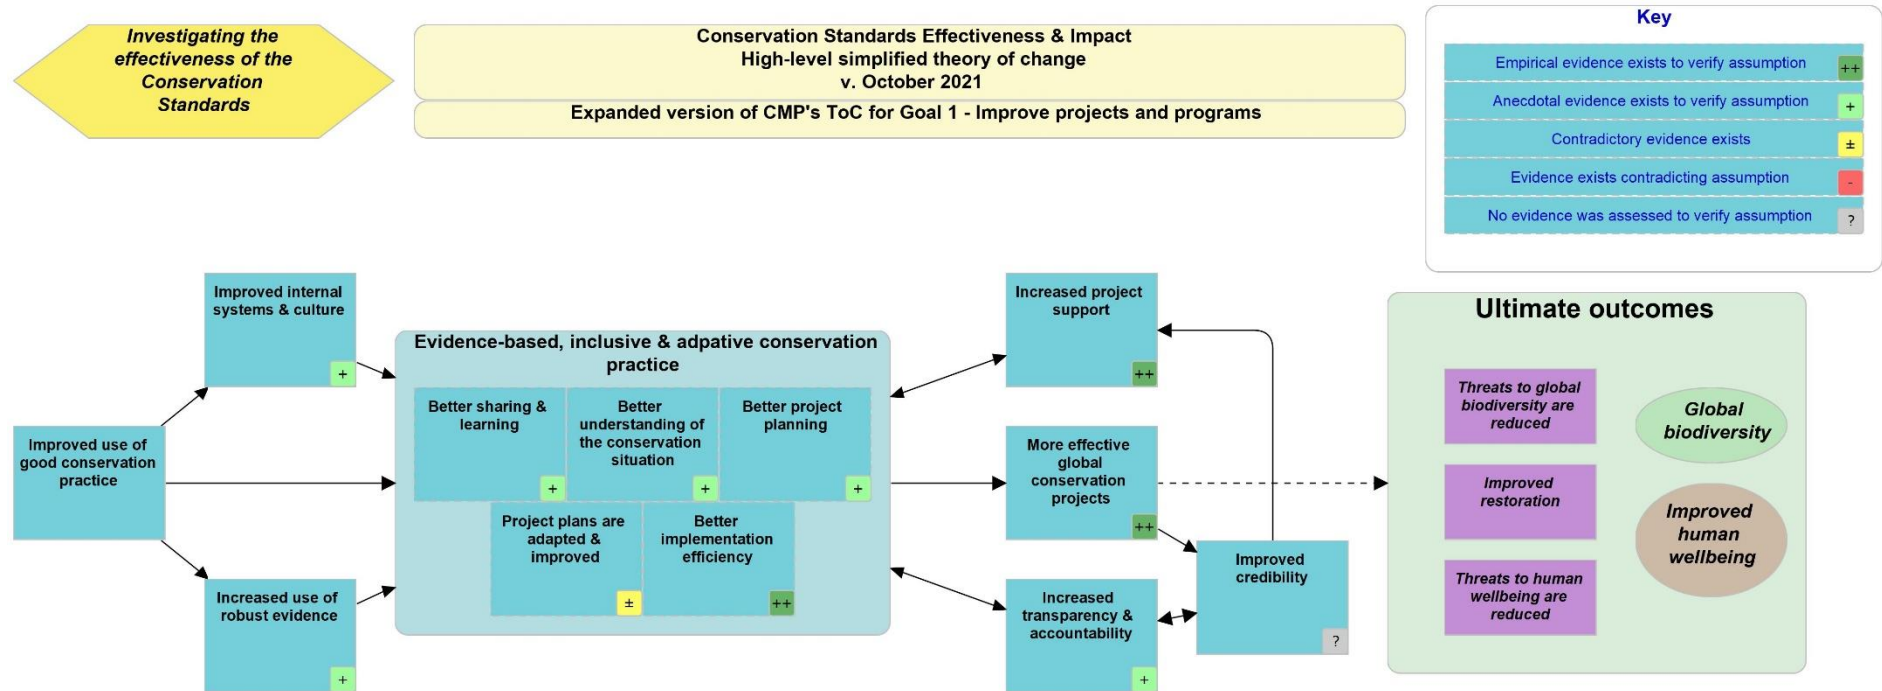 Investigating the
effectiveness of the
Conservation
Standards
Conservation Standards Effectiveness & Impact
High-level simplified theory of change
v. October 2021
Expanded version of CMP's ToC for Goal 1 - Improve projects and programs
Key
Empirical evidence exists to verify assumption
++
Anecdotal evidence exists to verify assumption
+
Contradictory evidence exists
±
Evidence exists contradicting assumption
-
No evidence was assessed to verify assumption
?
Improved use of
good conservation
practice
Improved internal
systems & culture
+
Increased use of
robust evidence
+
Evidence-based, inclusive & adpative conservation
practice
Better sharing &
learning
+
Better
understanding of
the conservation
situation
+
Better project
planning
+
Project plans are
adapted &
improved
±
Better
implementation
efficiency
++
Increased project
support
++
More effective
global
conservation
projects
++
Increased
transparency &
accountability
+
Improved
credibility
?
Ultimate outcomes
Threats to global
biodiversity are
reduced
Improved
restoration
Threats to human
wellbeing are
reduced
Global
biodiversity
Improved
human
wellbeing